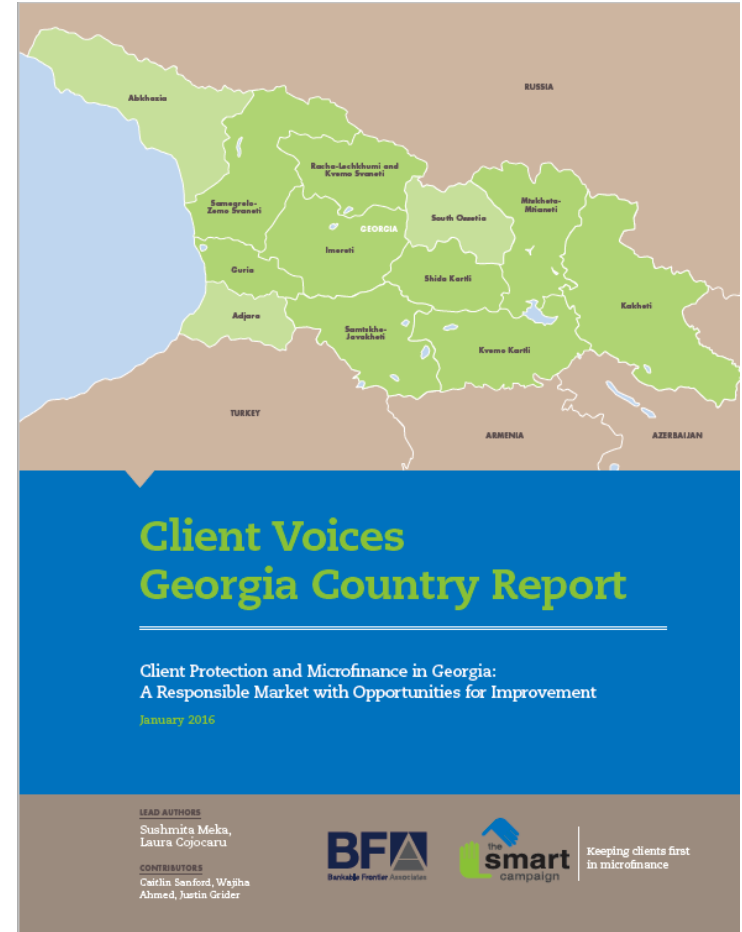 RUSSIA
Abkhazia
Racha-Lechkhumi and
Kvemo Svaneti
Mtskheta-
Mtianeti
Samegrelo-
Zemo Svaneti
South Ossetia
GEORGIA
Imereti
Guria
Shida Kartli
Kakheti
Adjara
Samtskhe-
Javakheti
Kvemo Kartli
TURKEY
ARMENIA
AZERBAIJAN
Client Voices
Georgia Country Report
Client Protection and Microfinance in Georgia:
A Responsible Market with Opportunities for Improvement
January 2016
LEAD AUTHORS
Sushmita Meka,
Laura Cojocaru
CONTRIBUTORS
Caitlin Sanford, Wajiha
Ahmed, Justin Grider
BFA
Bankable Frontier Associates
the
smart
campaign
Keeping clients first
in microfinance